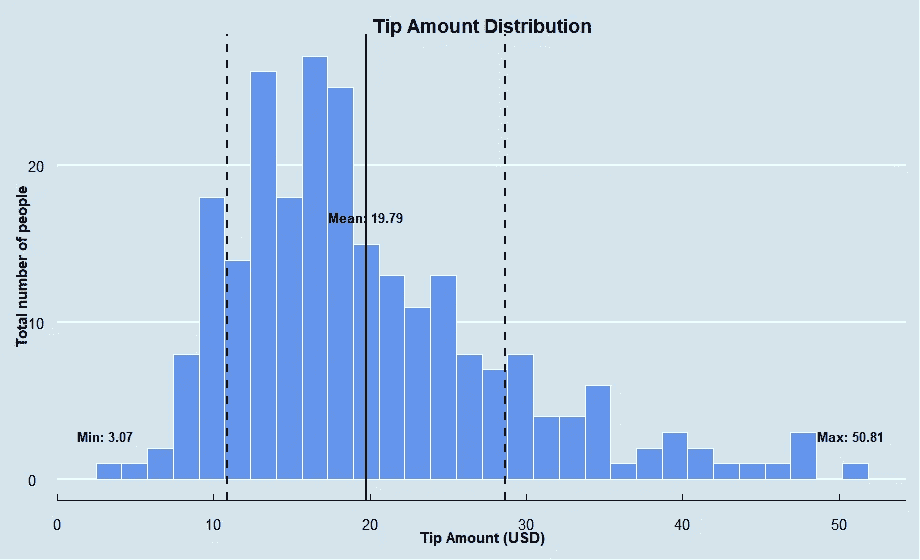 Tip Amount Distribution
Total number of people
20
10
0
Mean: 19.79
Min: 3.07
Max: 50.81
0 10 20 30 40 50
Tip Amount (USD)